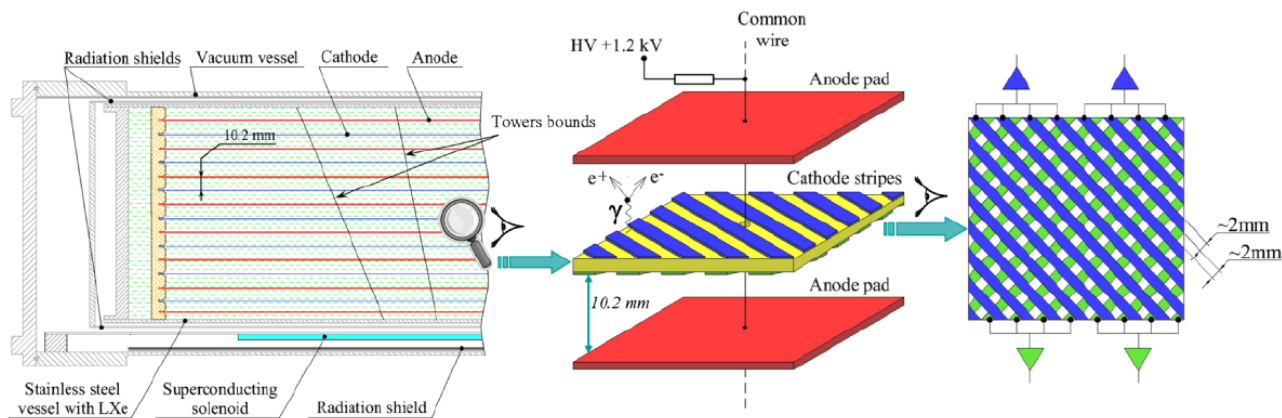 Radiation shields
Vacuum vessel
Cathode
Anode
10.2 mm
Towers bounds
Stainless steel
vessel with LXe
Superconducting
solenoid
Radiation shield
Common
wire
HV +1.2 kV
Anode pad
e+
e-
γ
Cathode stripes
10.2 mm
Anode pad
~2mm
~2mm